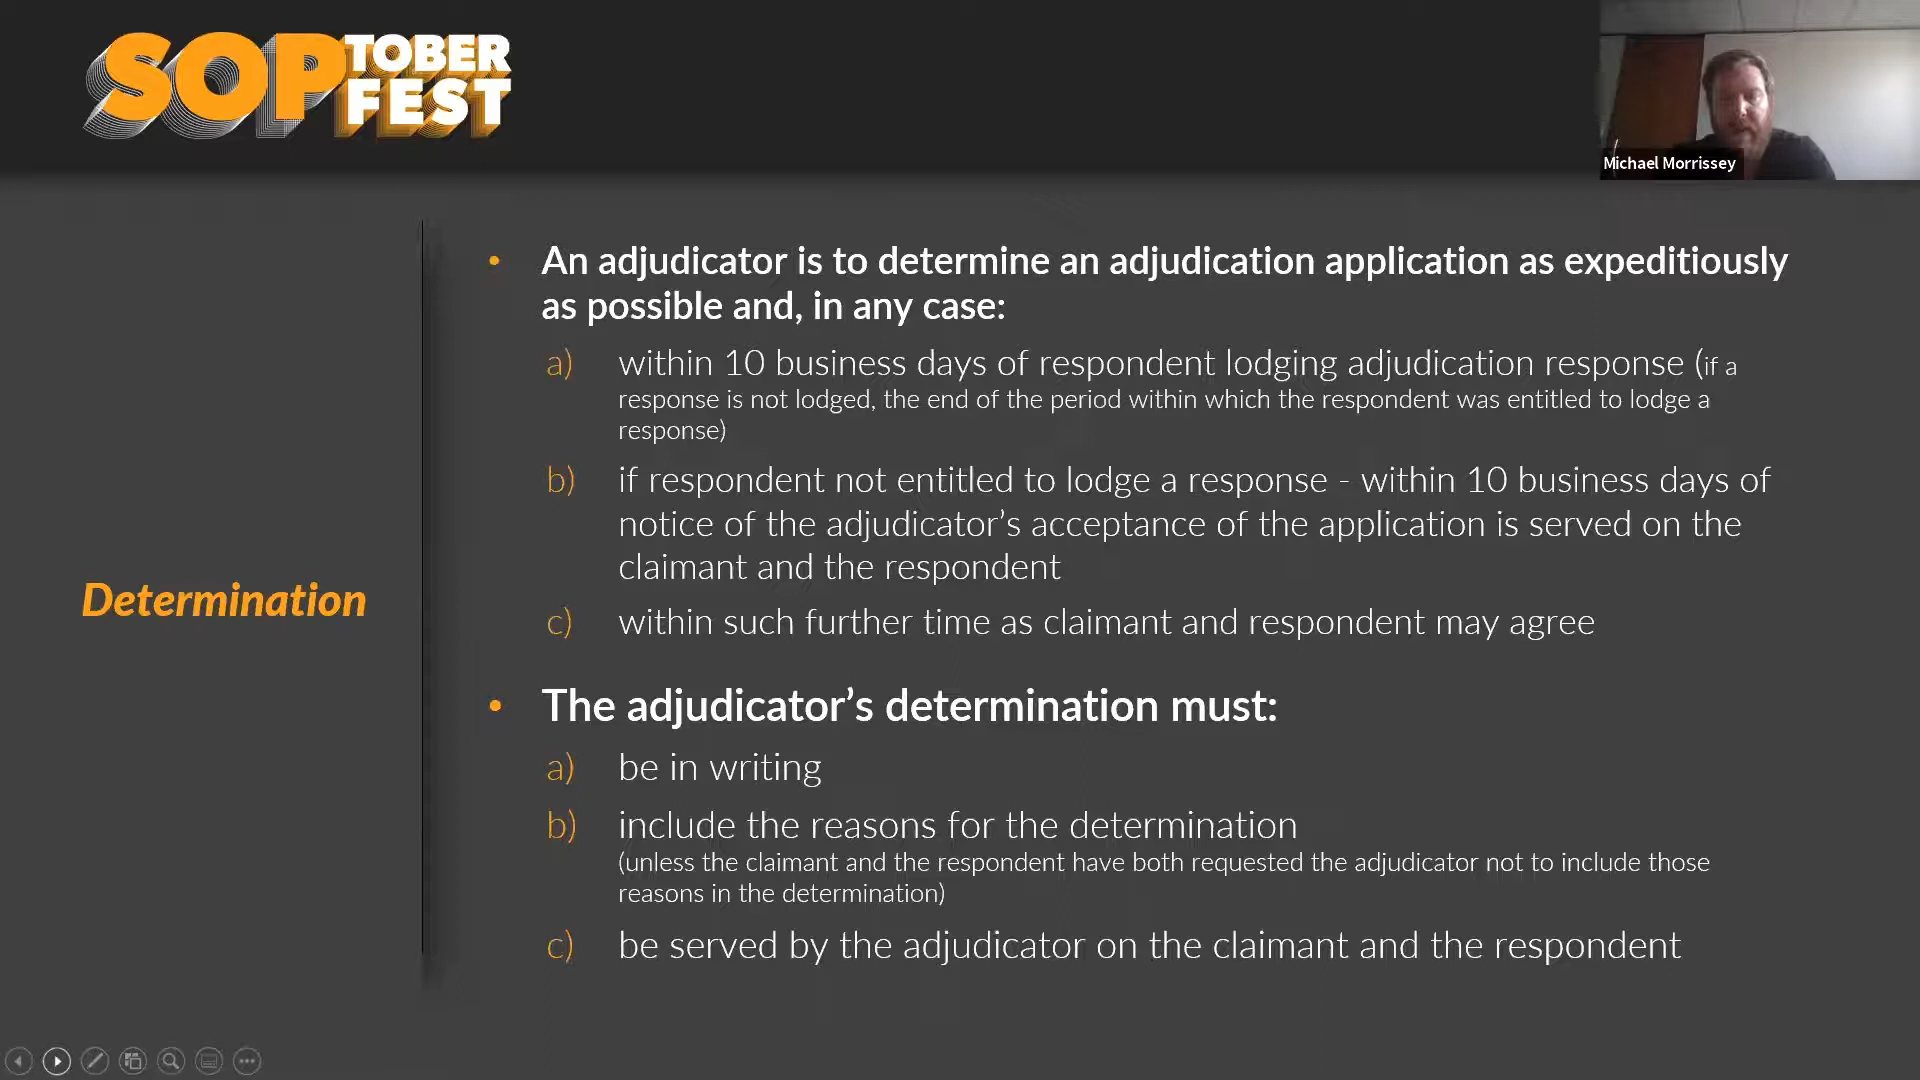 SOPTOBER
FEST
Michael Morrissey
Determination
• An adjudicator is to determine an adjudication application as expeditiously
as possible and, in any case:
a) within 10 business days of respondent lodging adjudication response (if a
response is not lodged, the end of the period within which the respondent was entitled to lodge a
response)
b) if respondent not entitled to lodge a response - within 10 business days of
notice of the adjudicator’s acceptance of the application is served on the
claimant and the respondent
c) within such further time as claimant and respondent may agree
• The adjudicator’s determination must:
a) be in writing
b) include the reasons for the determination
(unless the claimant and the respondent have both requested the adjudicator not to include those
reasons in the determination)
c) be served by the adjudicator on the claimant and the respondent